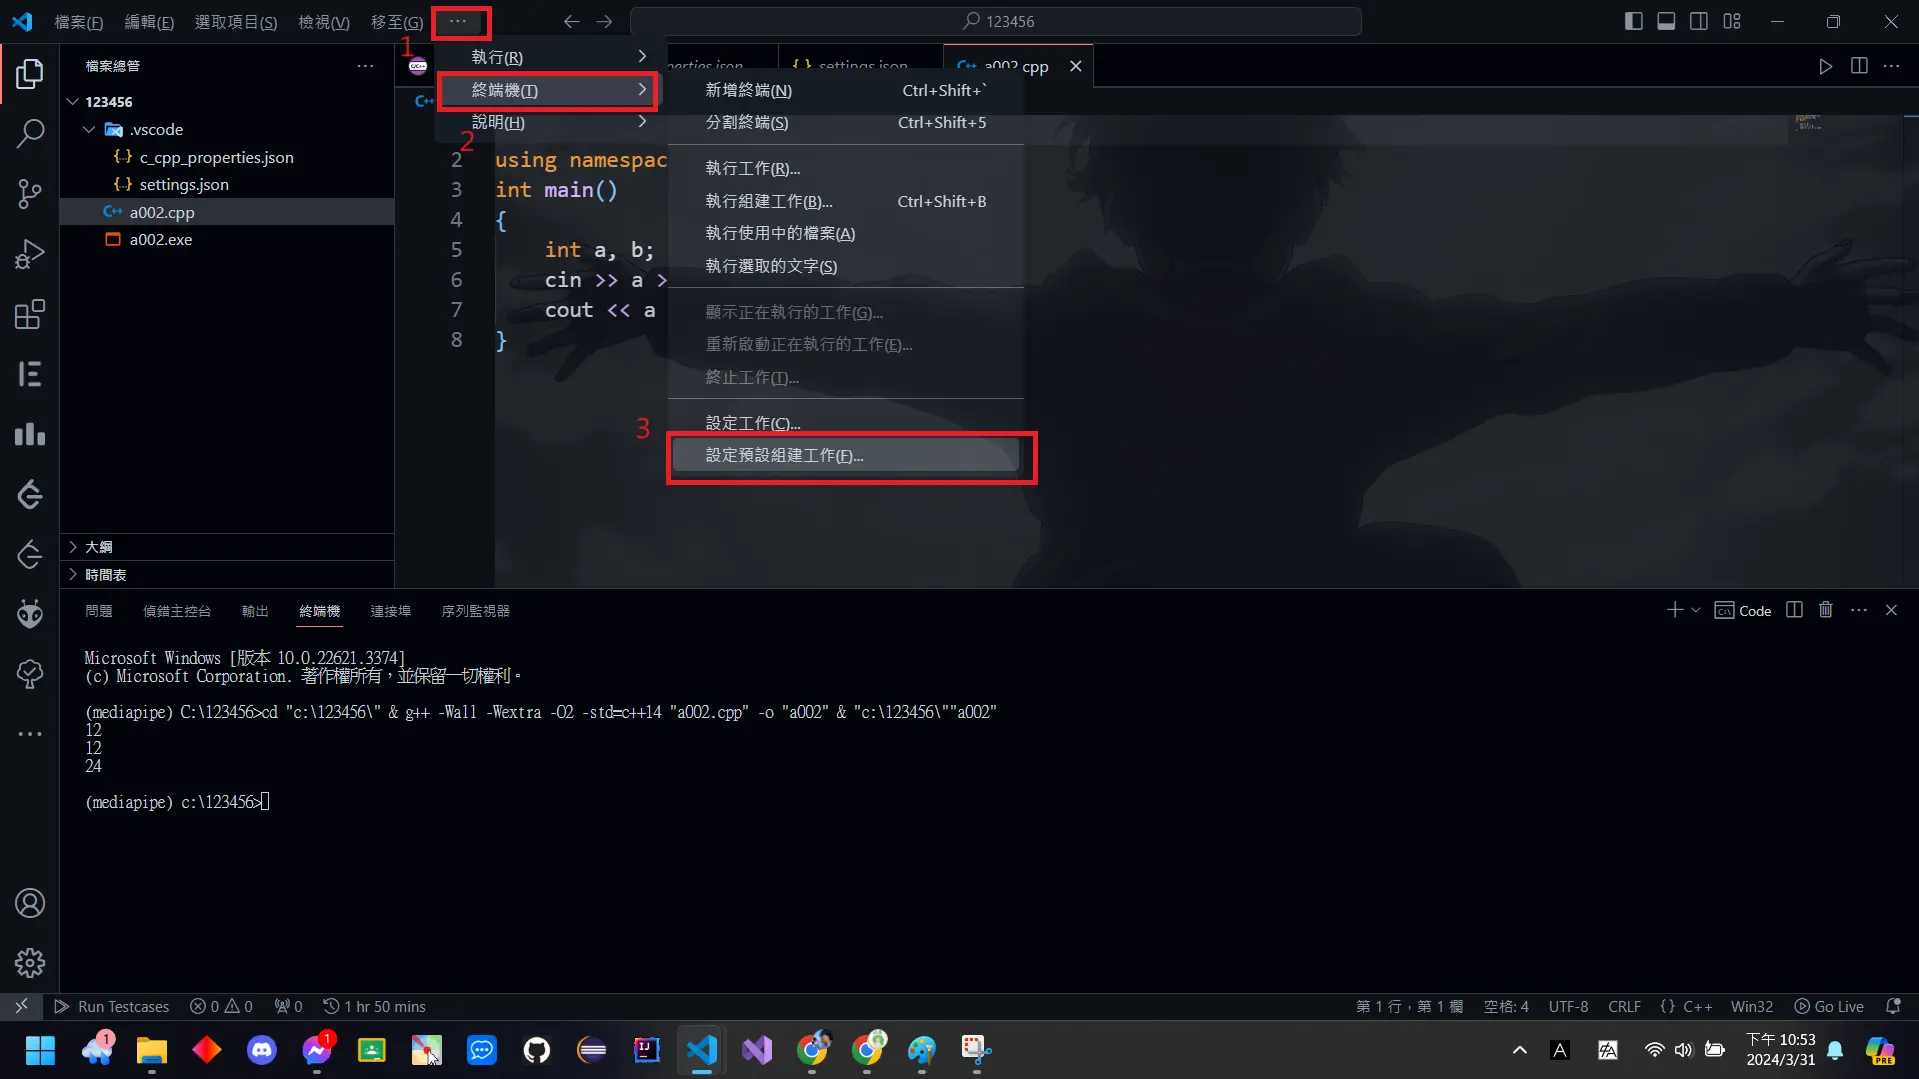 檔案(F) 編輯(E) 選取項目(S) 檢視(V) 移至(G) ··· 123456
1
檔案總管
執行(R)
settings.json
a002.cpp
123456
終端機(T)
新增終端(N) Ctrl+Shift+`
.vscode
說明(H)
分割終端(S) Ctrl+Shift+5
2
c_cpp_properties.json
2 using namespac
執行工作(R)...
settings.json
3 int main()
執行組建工作(B)... Ctrl+Shift+B
C++ a002.cpp
4 {
執行使用中的檔案(A)
a002.exe
5 int a, b;
執行選取的文字(S)
6 cin >> a >
7 cout << a
顯示正在執行的工作(G)...
8 }
重新啟動正在執行的工作(E)...
終止工作(T)...
3
設定工作(C)...
設定預設組建工作(F)...
大綱
時間表
問題 偵錯主控台 輸出 終端機 連接埠 序列監視器 Code
Microsoft Windows [版本 10.0.22621.3374]
(c) Microsoft Corporation. 著作權所有，並保留一切權利。
(mediapipe) C:\123456>cd "c:\123456\" & g++ -Wall -Wextra -O2 -std=c++14 "a002.cpp" -o "a002" & "c:\123456\""a002"
12
12
24
(mediapipe) c:\123456>
Run Testcases 0 0 0 1 hr 50 mins 第 1 行，第 1 欄 空格: 4 UTF-8 CRLF {} C++ Win32 Go Live
1 1 IJ A 下午 10:53
2024/3/31 PRE